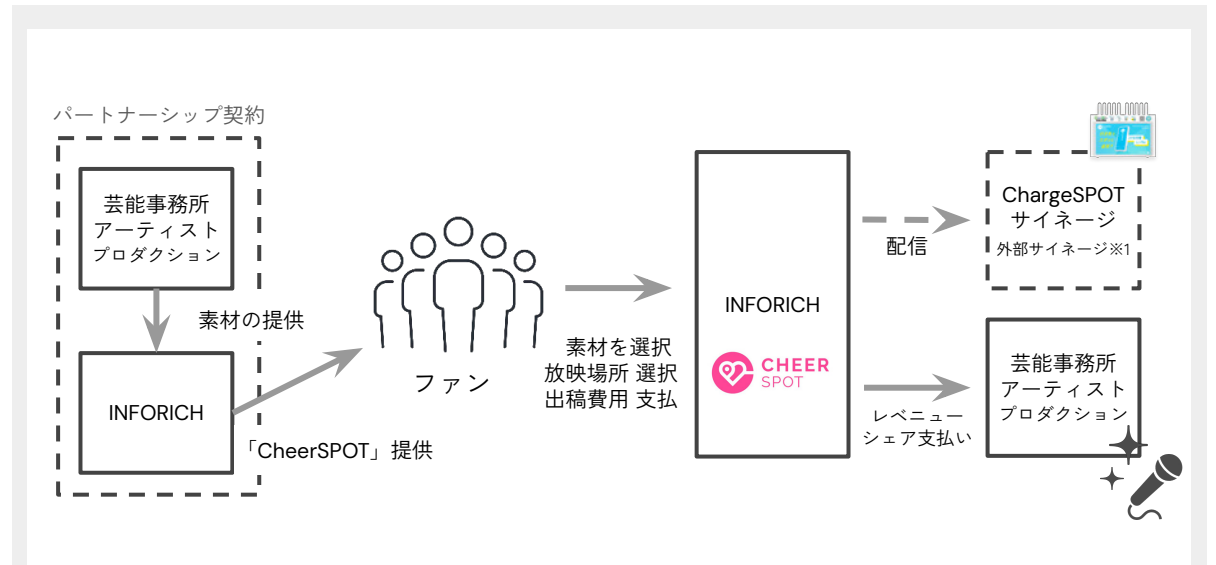 パートナーシップ契約
芸能事務所
アーティスト
プロダクション
素材の提供
INFORICH
「CheerSPOT」提供
ファン
素材を選択
放映場所 選択
出稿費用 支払
INFORICH
CHEER
SPOT
配信
ChargeSPOT
サイネージ
外部サイネージ※1
レベニュー
シェア支払い
芸能事務所
アーティスト
プロダクション